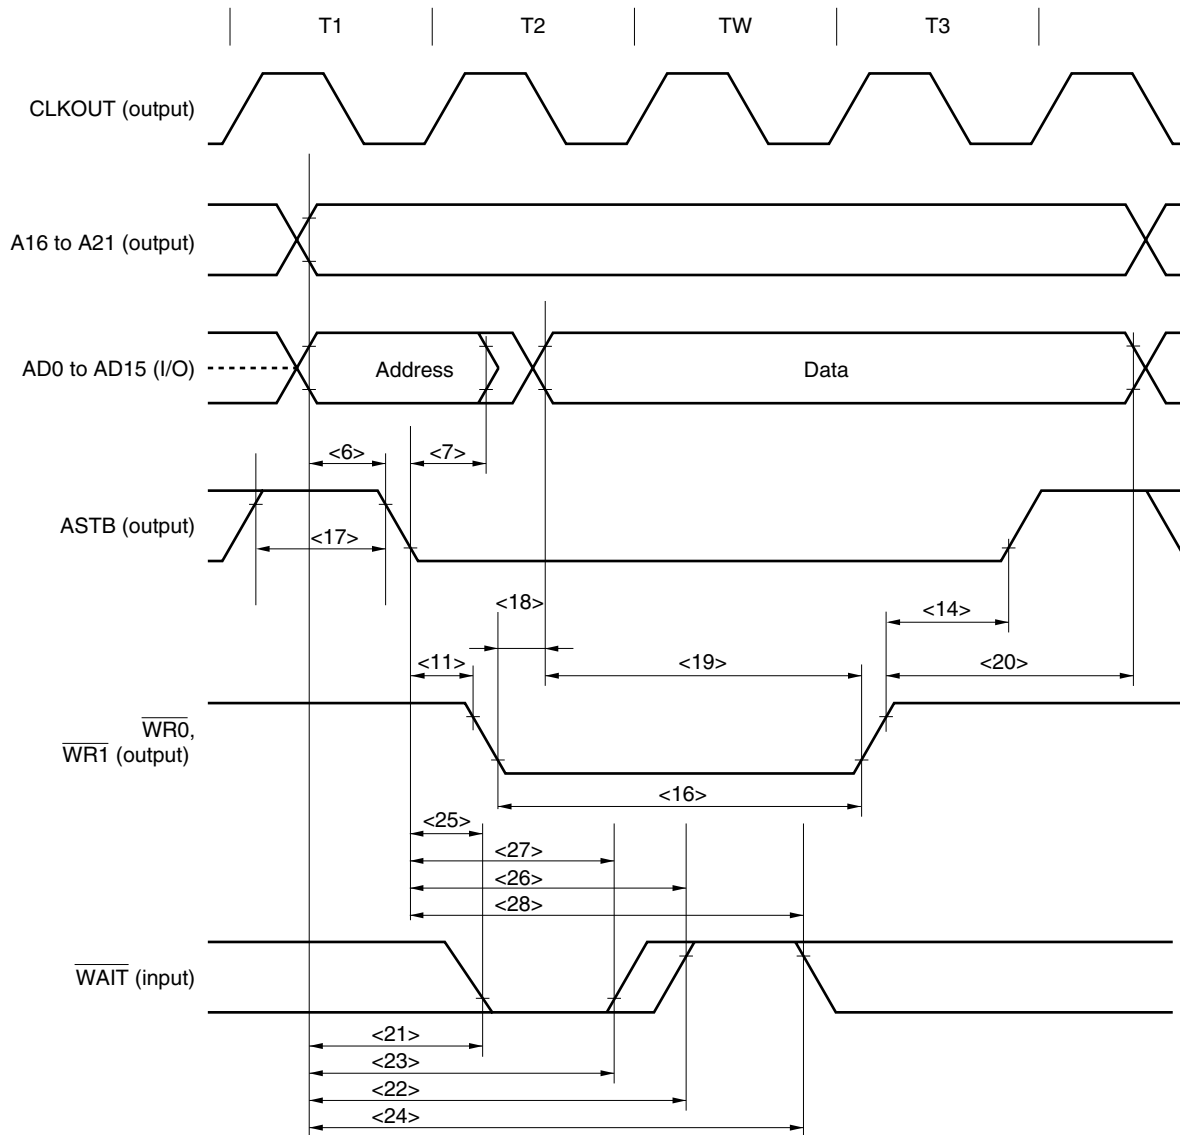 T1 T2 TW T3
CLKOUT (output)
A16 to A21 (output)
AD0 to AD15 (I/O) Address Data
<6> <7>
ASTB (output)
<17>
<18> <14>
<11> <19> <20>
WR0,
WR1 (output)
<16>
<25>
<27>
<26>
<28>
WAIT (input)
<21>
<23>
<22>
<24>